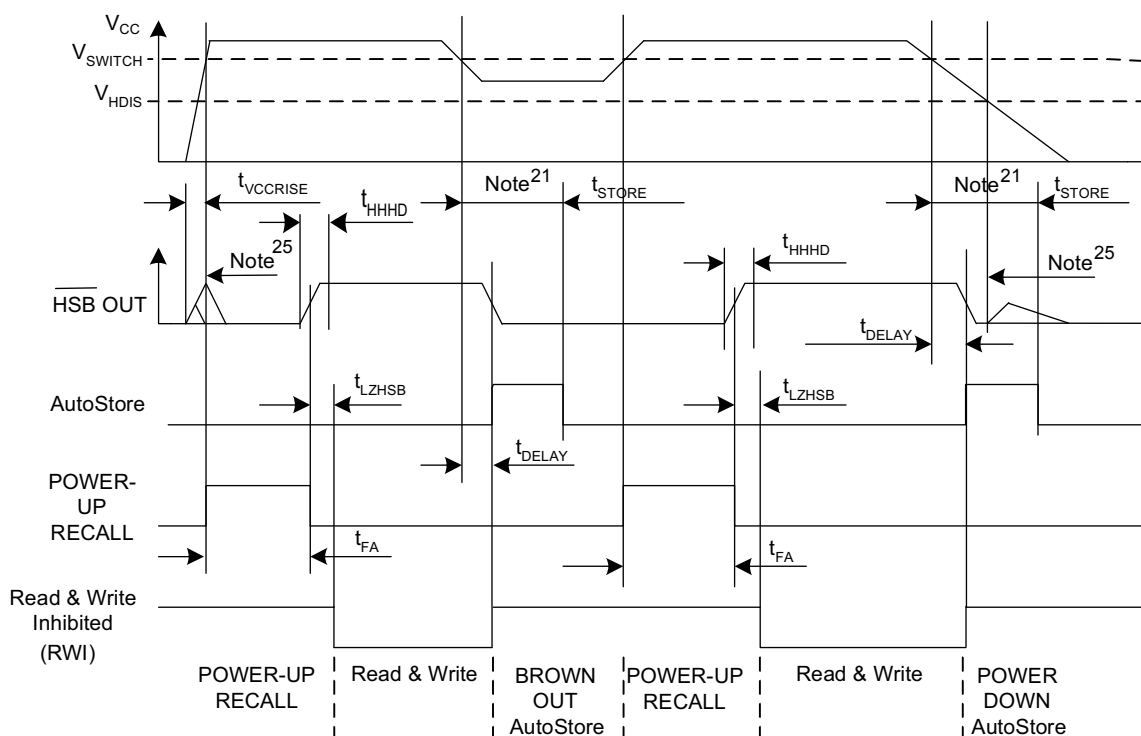 VCC
VSWITCH
VHDIS
tVCCRISE
tHHHD
Note21
tSTORE
Note21
tSTORE
Note25
tHHHD
Note25
HSB OUT
tDELAY
tLZHSB
tLZHSB
AutoStore
tDELAY
POWER-
UP
RECALL
tFA
tFA
Read & Write
Inhibited
(RWI)
POWER-UP
RECALL
Read & Write
BROWN
OUT
AutoStore
POWER-UP
RECALL
Read & Write
POWER
DOWN
AutoStore